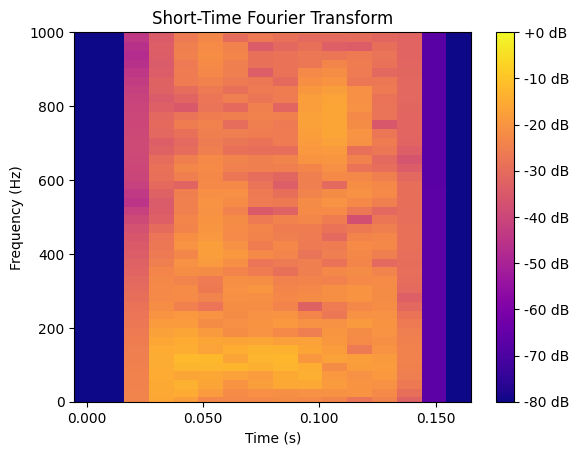 Short-Time Fourier Transform
1000
800
600
400
200
0
Frequency (Hz)
0.000
0.050
0.100
0.150
Time (s)
+0 dB
-10 dB
-20 dB
-30 dB
-40 dB
-50 dB
-60 dB
-70 dB
-80 dB